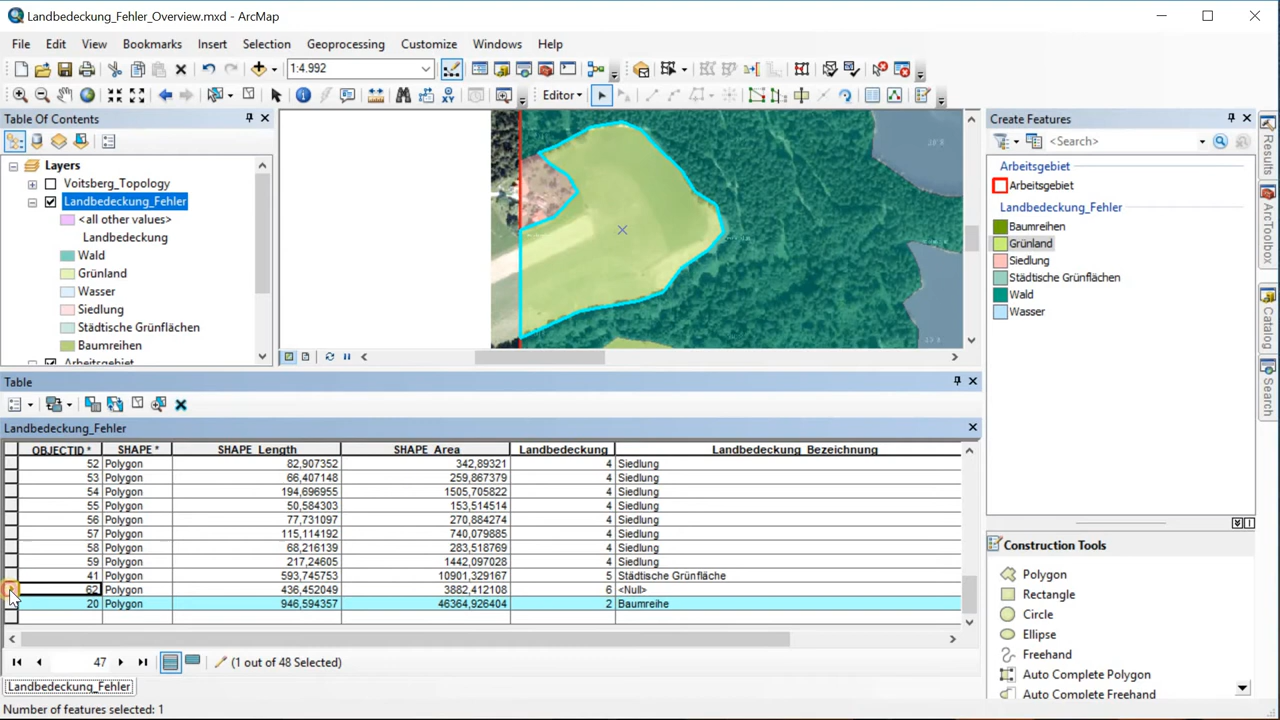 Landbedeckung_Fehler_Overview.mxd - ArcMap
File Edit View Bookmarks Insert Selection Geoprocessing Customize Windows Help
1:4.992
Editor
Table Of Contents
Layers
Voitsberg_Topology
Landbedeckung_Fehler
<all other values>
Landbedeckung
Wald
Grünland
Wasser
Siedlung
Städtische Grünflächen
Baumreihen
Arbeitsgebiet
Create Features
<Search>
Arbeitsgebiet
Arbeitsgebiet
Landbedeckung_Fehler
Baumreihen
Grünland
Siedlung
Städtische Grünflächen
Wald
Wasser
Construction Tools
Polygon
Rectangle
Circle
Ellipse
Freehand
Auto Complete Polygon
Auto Complete Freehand
Results
ArcToolbox
Catalog
Search
Table
Landbedeckung_Fehler
OBJECTID * SHAPE * SHAPE_Length SHAPE_Area Landbedeckung Landbedeckung_Bezeichnung
52 Polygon 82,907352 342,89321 4 Siedlung
53 Polygon 66,407148 259,867379 4 Siedlung
54 Polygon 194,696955 1505,705822 4 Siedlung
55 Polygon 50,584303 153,514514 4 Siedlung
56 Polygon 77,731097 270,884274 4 Siedlung
57 Polygon 115,114192 740,079885 4 Siedlung
58 Polygon 68,216139 283,518769 4 Siedlung
59 Polygon 217,24605 1442,097028 4 Siedlung
41 Polygon 593,745753 10901,329167 5 Städtische Grünfläche
62 Polygon 436,452049 3882,412108 6 <Null>
20 Polygon 946,594357 46364,926404 2 Baumreihe
47 (1 out of 48 Selected)
Landbedeckung_Fehler
Number of features selected: 1